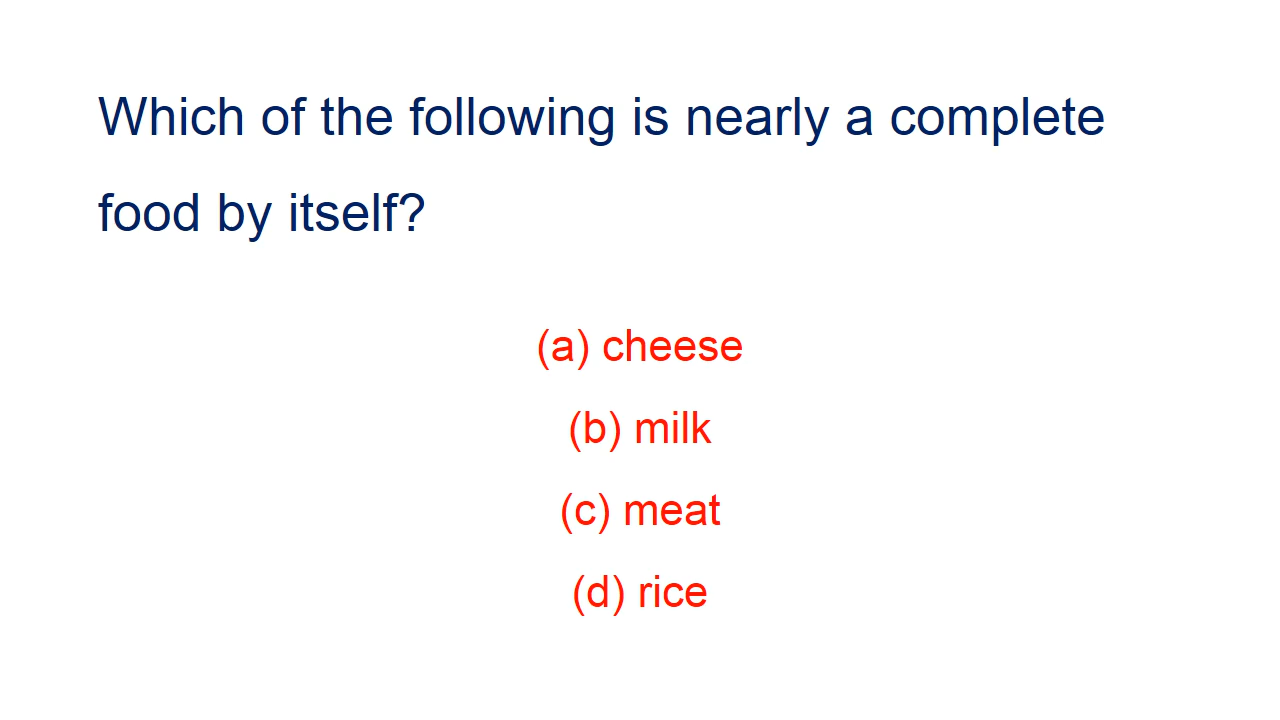 Which of the following is nearly a complete
food by itself?
(a) cheese
(b) milk
(c) meat
(d) rice